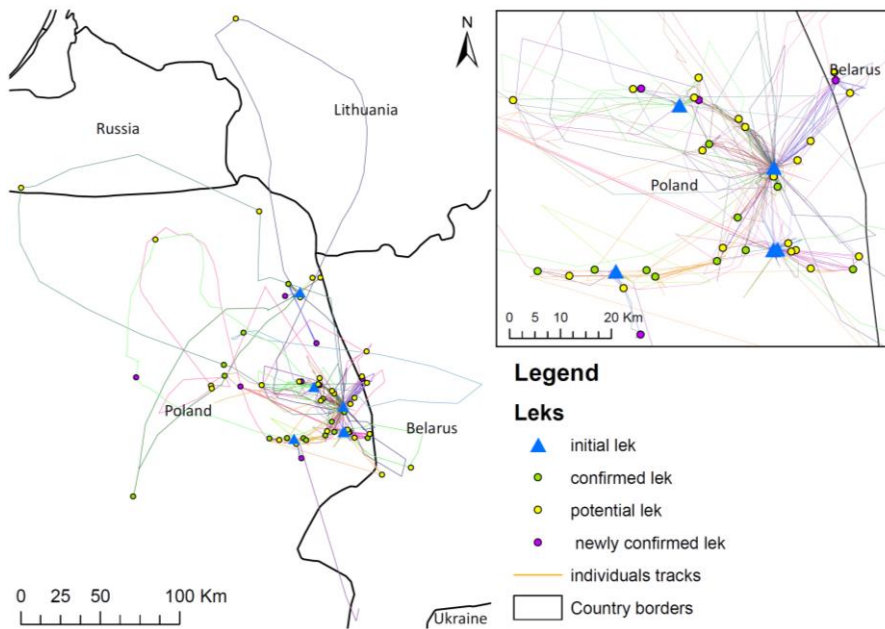 N
Lithuania
Russia
Poland
Belarus
Ukraine
0 25 50 100 Km
Belarus
Poland
0 5 10 20 Km
Legend
Leks
initial lek
confirmed lek
potential lek
newly confirmed lek
individuals tracks
Country borders